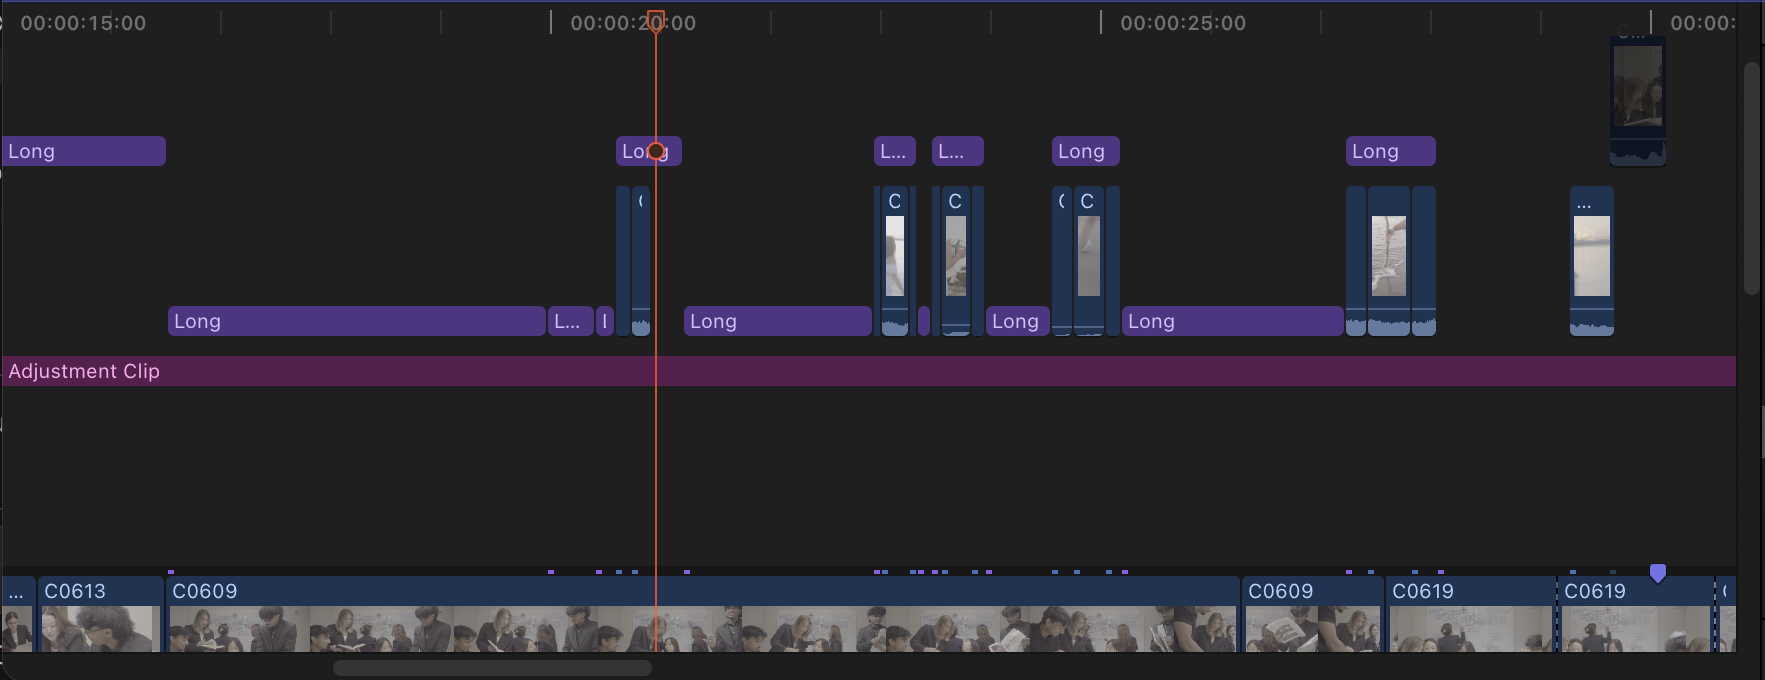 00:00:15:00 00:00:20:00 00:00:25:00 00:00:
C...
Long Long L... L... Long Long
C C C C ...
Long L... Long Long Long
Adjustment Clip
... C0613 C0609 C0609 C0619 C0619